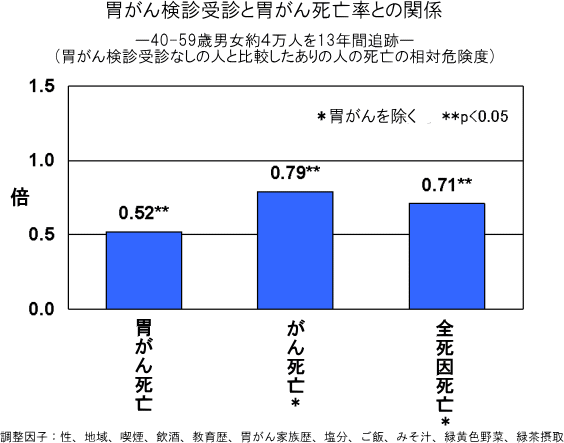 胃がん検診受診と胃がん死亡率との関係
―40-59歳男女約4万人を13年間追跡―
(胃がん検診受診なしの人と比較したありの人の死亡の相対危険度)
1.5
*胃がんを除く **p<0.05
1.0
倍
0.5
0.0
0.52**
0.79**
0.71**
胃がん死亡
がん死亡*
全死因死亡*
調整因子:性、地域、喫煙、飲酒、教育歴、胃がん家族歴、塩分、ご飯、みそ汁、緑黄色野菜、緑茶摂取